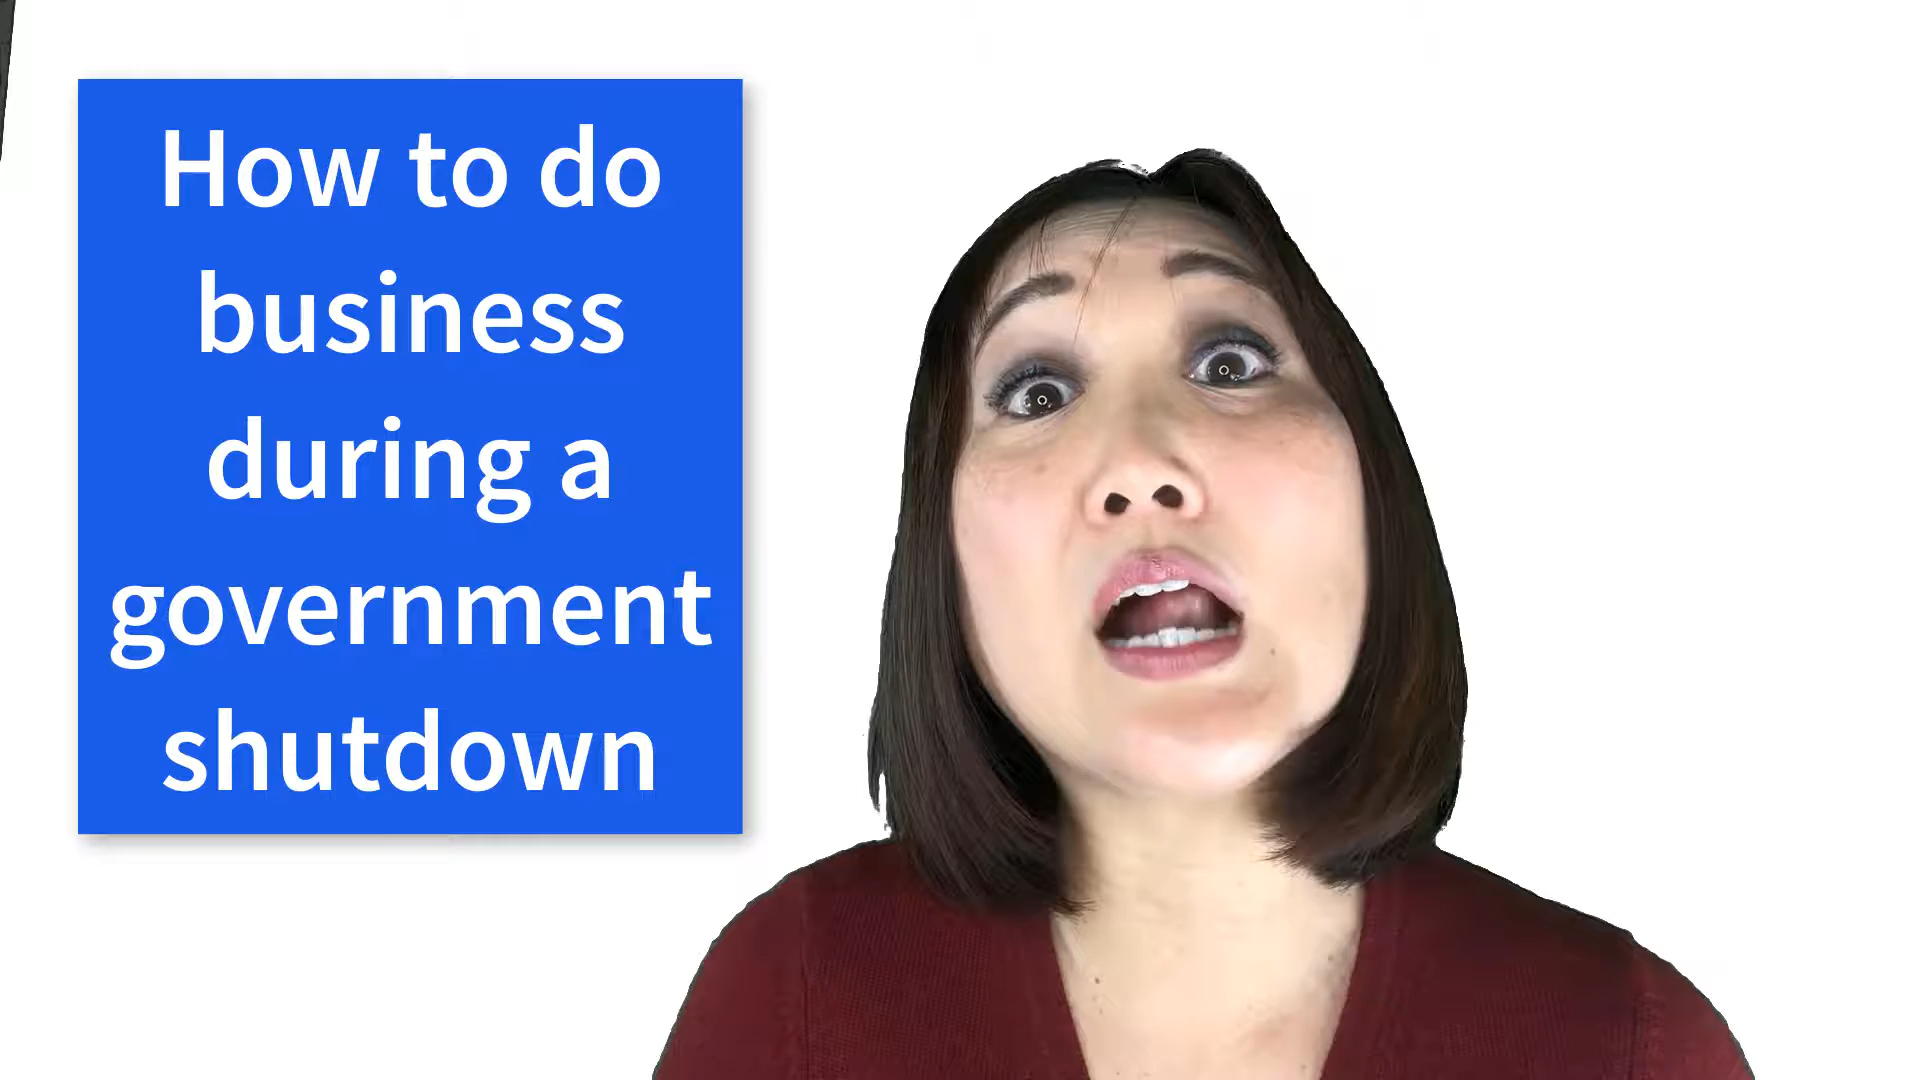 How to do
business
during a
government
shutdown